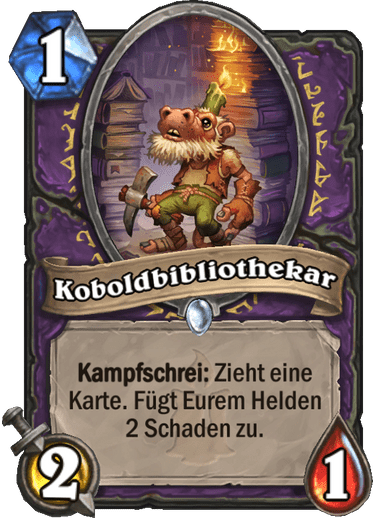 1
Koboldbibliothekar
Kampfschrei: Zieht eine
Karte. Fügt Eurem Helden
2 Schaden zu.
2
1